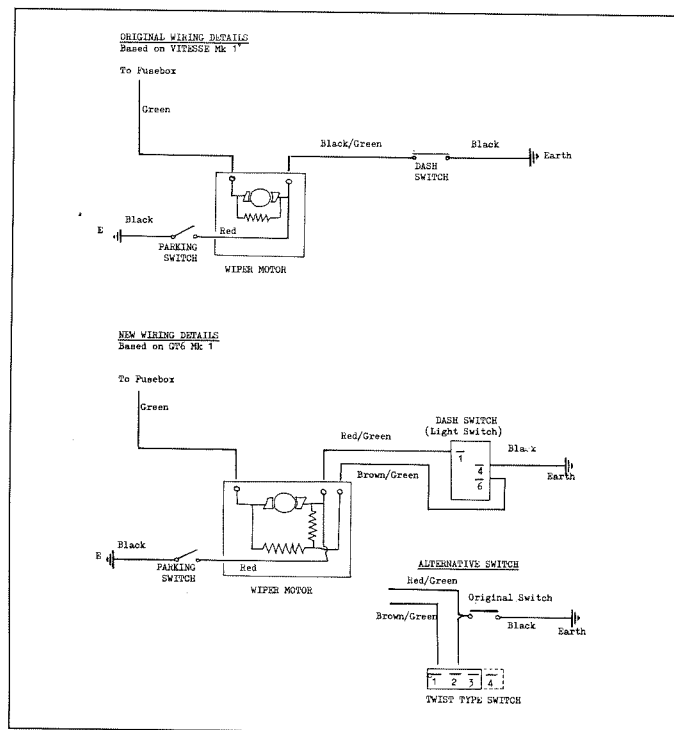 ORIGINAL WIRING DETAILS
Based on VITESSE Mk 1
To Fusebox
Green
Black/Green
Black
Earth
DASH
SWITCH
Black
E
Red
PARKING
SWITCH
WIPER MOTOR
NEW WIRING DETAILS
Based on GT6 Mk 1
To Fusebox
Green
DASH SWITCH
(Light Switch)
Red/Green
Black
1
4
6
Brown/Green
Earth
Black
E
Red
PARKING
SWITCH
WIPER MOTOR
ALTERNATIVE SWITCH
Red/Green
Original Switch
Brown/Green
Black
Earth
1 2 3 4
TWIST TYPE SWITCH